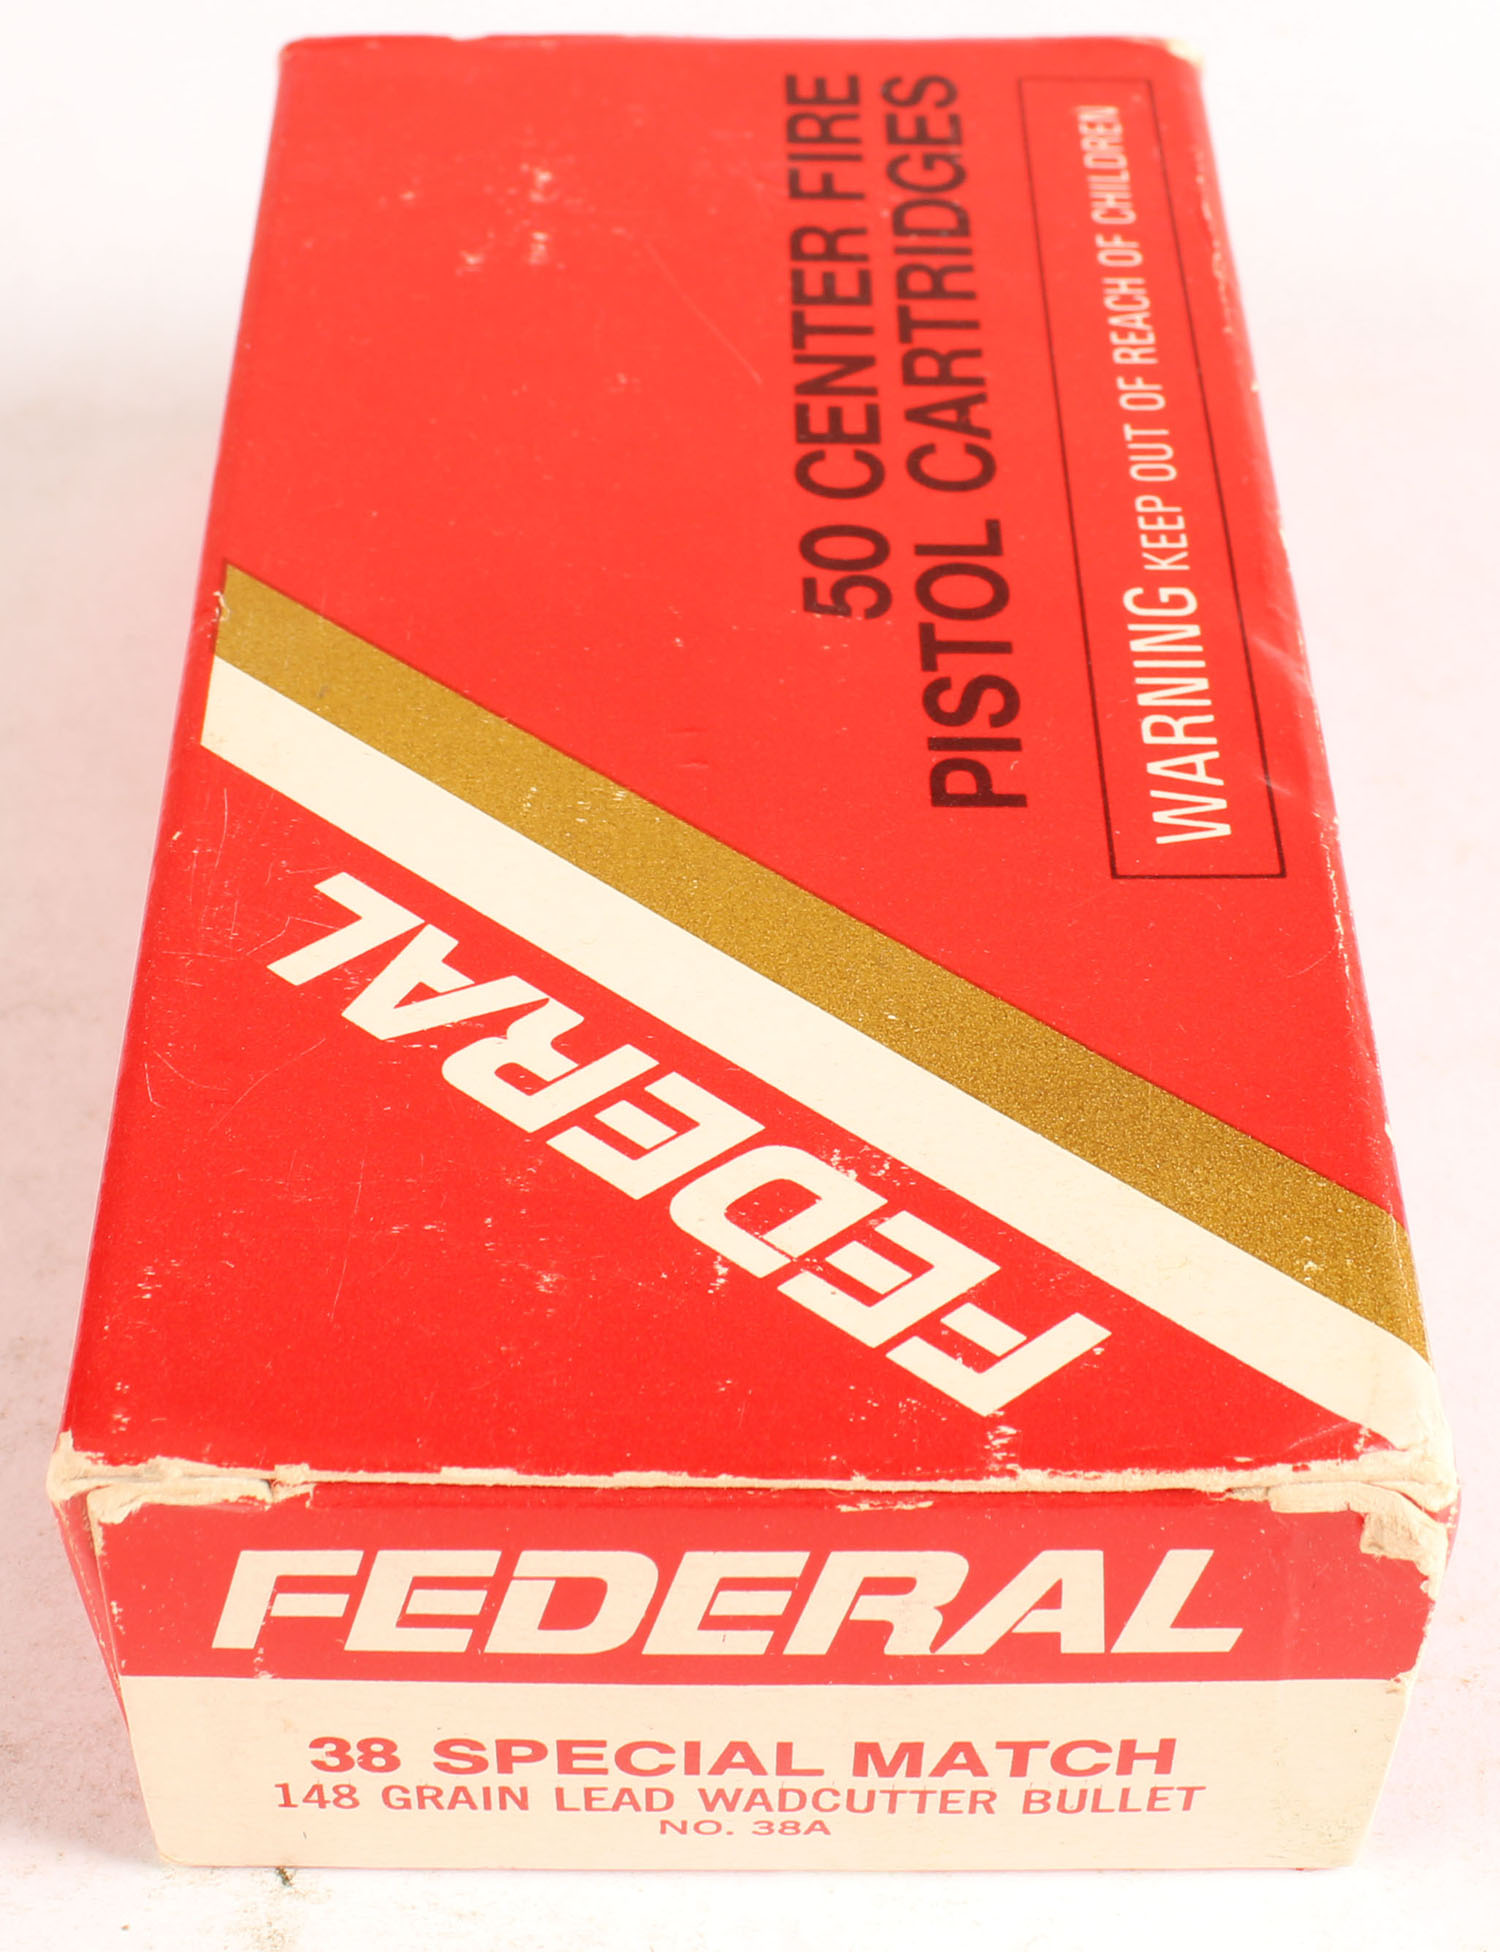 50 CENTER FIRE
PISTOL CARTRIDGES
WARNING KEEP OUT OF REACH OF CHILDREN
FEDERAL
FEDERAL
38 SPECIAL MATCH
148 GRAIN LEAD WADCUTTER BULLET
NO. 38A